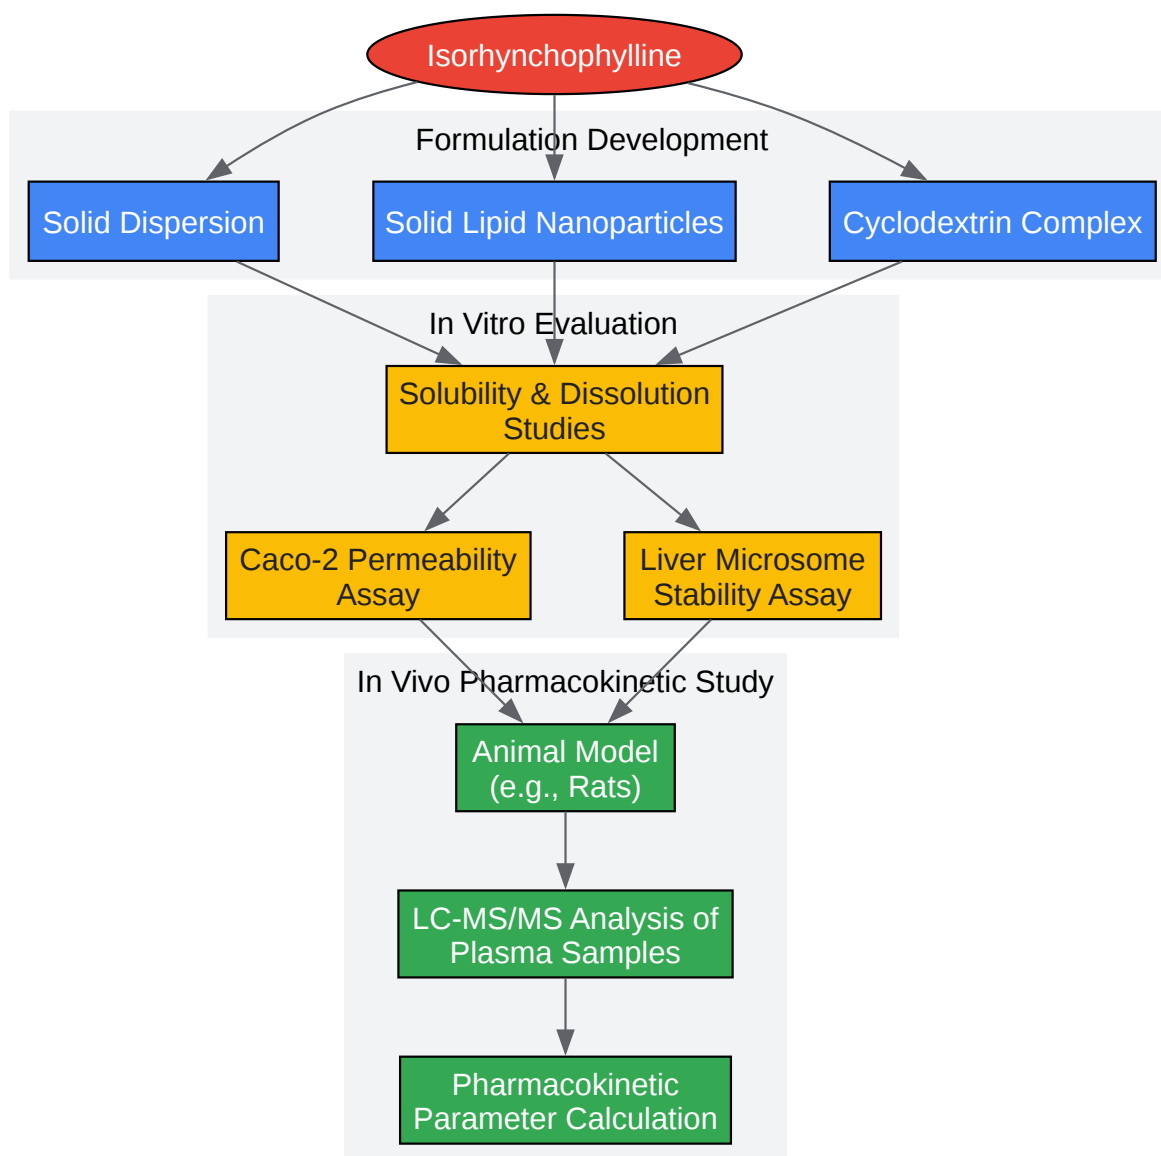 Isorhynchophylline
Formulation Development
Solid Dispersion
Solid Lipid Nanoparticles
Cyclodextrin Complex
In Vitro Evaluation
Solubility & Dissolution
Studies
Caco-2 Permeability
Assay
Liver Microsome
Stability Assay
In Vivo Pharmacokinetic Study
Animal Model
(e.g., Rats)
LC-MS/MS Analysis of
Plasma Samples
Pharmacokinetic
Parameter Calculation